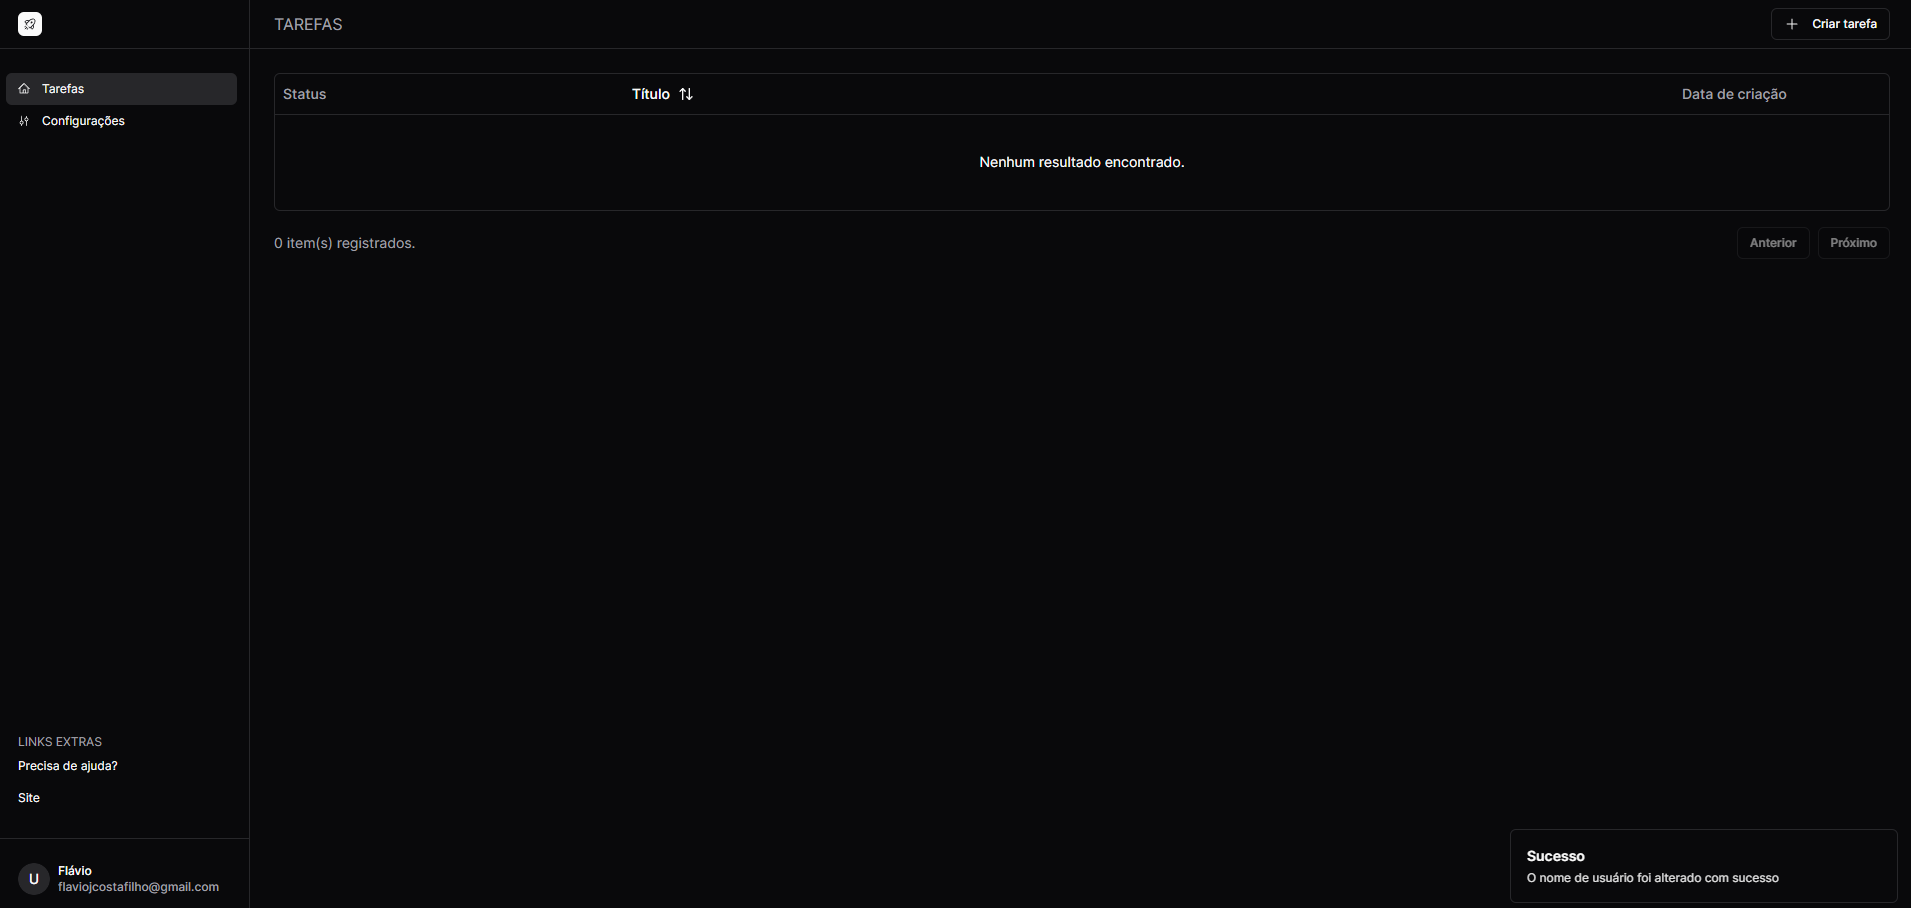 TAREFAS
Criar tarefa
Tarefas
Configurações
Status
Título
Data de criação
Nenhum resultado encontrado.
0 item(s) registrados.
Anterior
Próximo
LINKS EXTRAS
Precisa de ajuda?
Site
U
Flávio
flaviojcostafilho@gmail.com
Sucesso
O nome de usuário foi alterado com sucesso